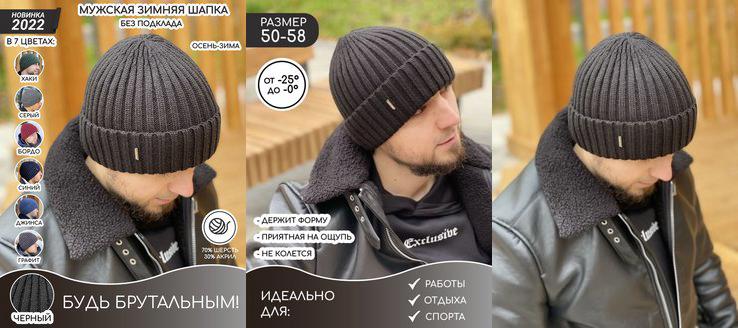 НОВИНКА
2022
МУЖСКАЯ ЗИМНЯЯ ШАПКА
БЕЗ ПОДКЛАДА
ОСЕНЬ-ЗИМА
В 7 ЦВЕТАХ:
ХАКИ
СЕРЫЙ
БОРДО
СИНИЙ
ДЖИНСА
ГРАФИТ
ЧЕРНЫЙ
70% ШЕРСТЬ
30% АКРИЛ
БУДЬ БРУТАЛЬНЫМ!
РАЗМЕР
50-58
ОТ -25°
ДО -0°
- ДЕРЖИТ ФОРМУ
- ПРИЯТНАЯ НА ОЩУПЬ
- НЕ КОЛЕТСЯ
Exclusive
ИДЕАЛЬНО
ДЛЯ:
РАБОТЫ
ОТДЫХА
СПОРТА